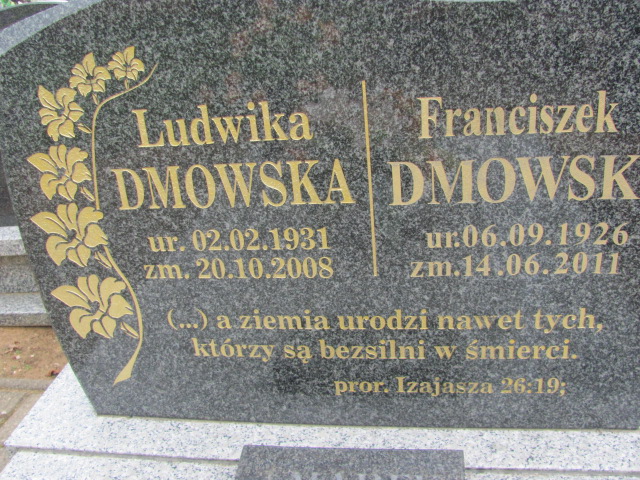 Ludwika
DMOWSKA
ur. 02.02.1931
zm. 20.10.2008
Franciszek
DMOWSK
ur.06.09.1926
zm.14.06.2011
(...) a ziemia urodzi nawet tych,
którzy są bezsilni w śmierci.
pror. Izajasza 26:19;